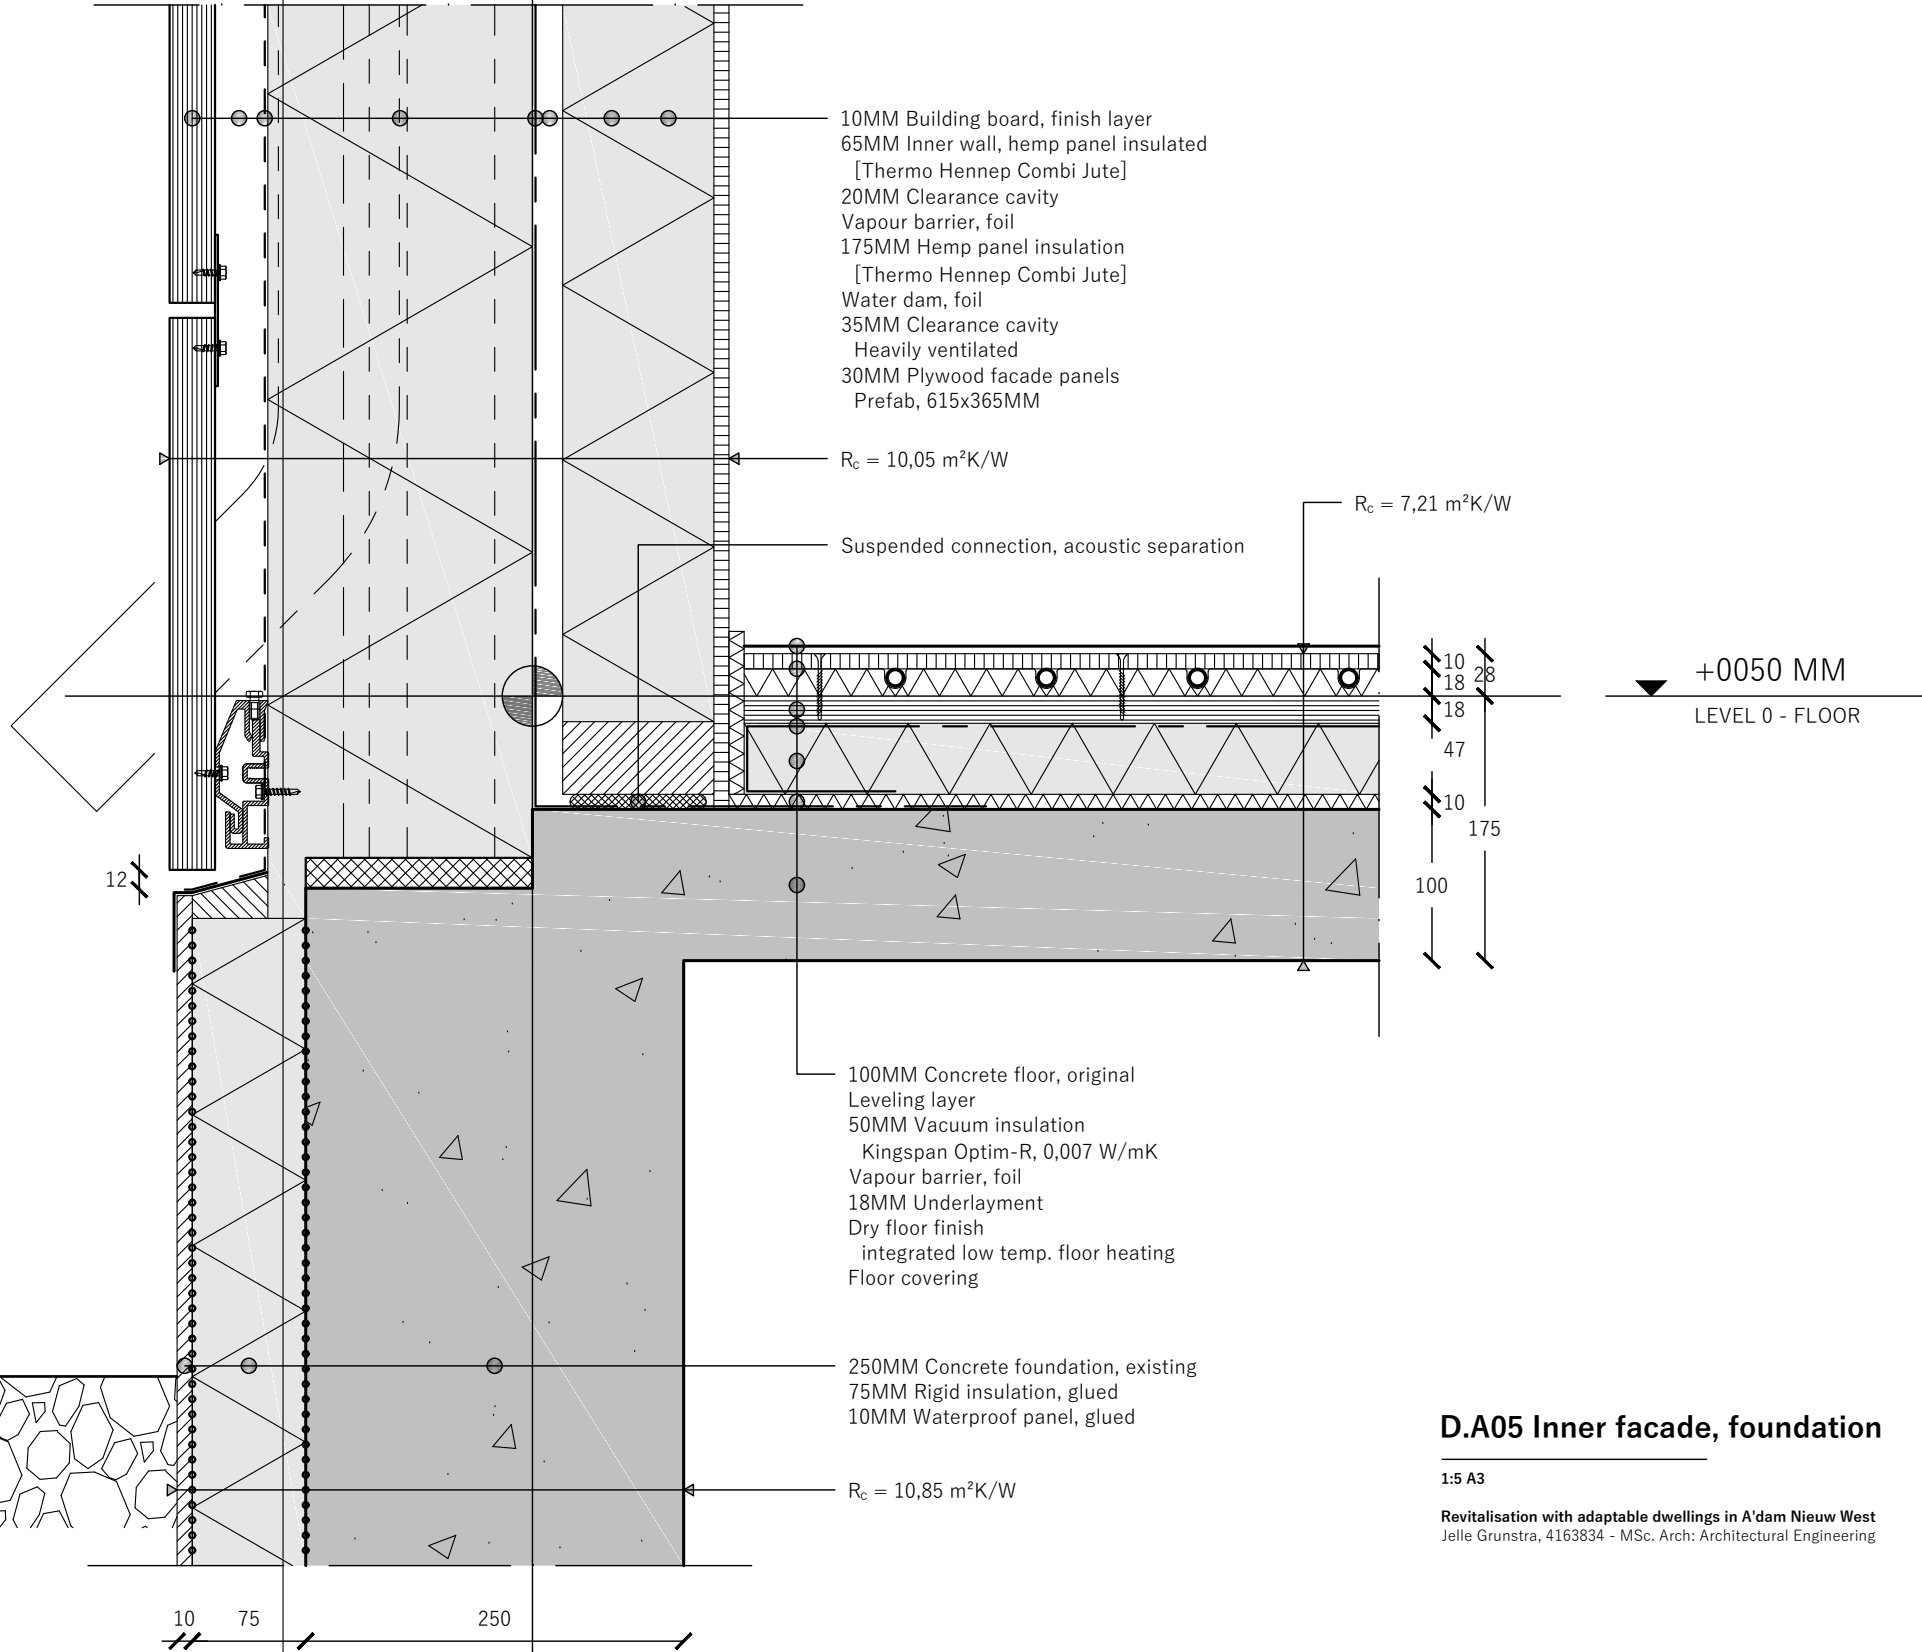 10MM Building board, finish layer
65MM Inner wall, hemp panel insulated
[Thermo Hennep Combi Jute]
20MM Clearance cavity
Vapour barrier, foil
175MM Hemp panel insulation
[Thermo Hennep Combi Jute]
Water dam, foil
35MM Clearance cavity
Heavily ventilated
30MM Plywood facade panels
Prefab, 615x365MM
Rc = 10,05 m²K/W
Rc = 7,21 m²K/W
Suspended connection, acoustic separation
10
18
28
18
47
10
175
100
+0050 MM
LEVEL 0 - FLOOR
12
100MM Concrete floor, original
Leveling layer
50MM Vacuum insulation
Kingspan Optim-R, 0,007 W/mK
Vapour barrier, foil
18MM Underlayment
Dry floor finish
integrated low temp. floor heating
Floor covering
250MM Concrete foundation, existing
75MM Rigid insulation, glued
10MM Waterproof panel, glued
Rc = 10,85 m²K/W
10 75 250
D.A05 Inner facade, foundation
1:5 A3
Revitalisation with adaptable dwellings in A'dam Nieuw West
Jelle Grunstra, 4163834 - MSc. Arch: Architectural Engineering